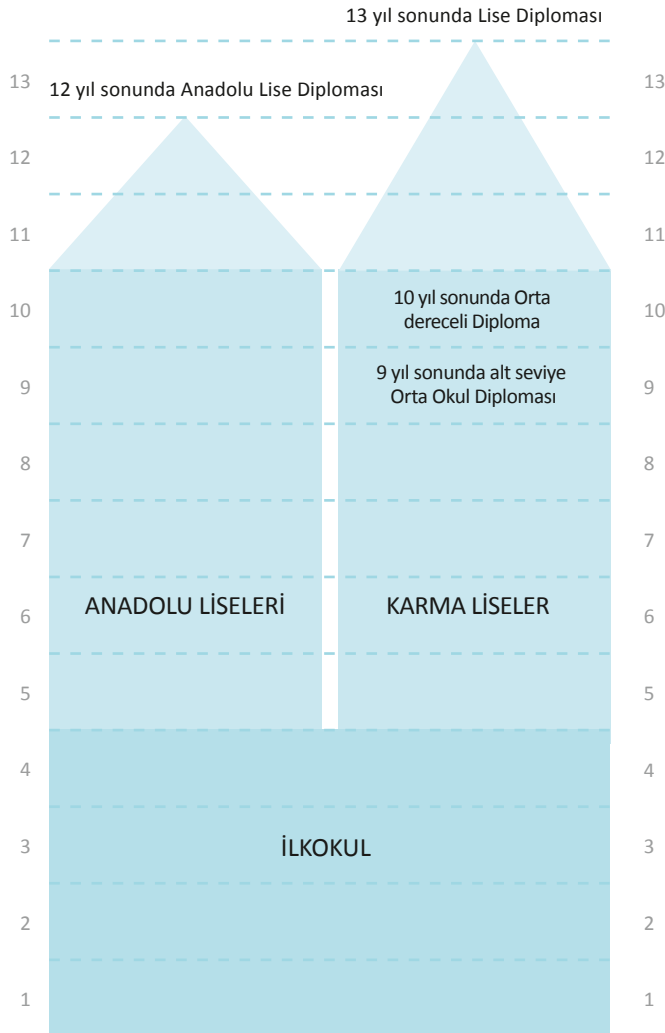 13 yıl sonunda Lise Diploması
13 13
12 yıl sonunda Anadolu Lise Diploması
12 12
11 11
10 yıl sonunda Orta
10 10
dereceli Diploma
9 yıl sonunda alt seviye
9 9
Orta Okul Diploması
8 8
7 7
ANADOLU LİSELERİ KARMA LİSELER
6 6
5 5
4 4
İLKOKUL
3 3
2 2
1 1